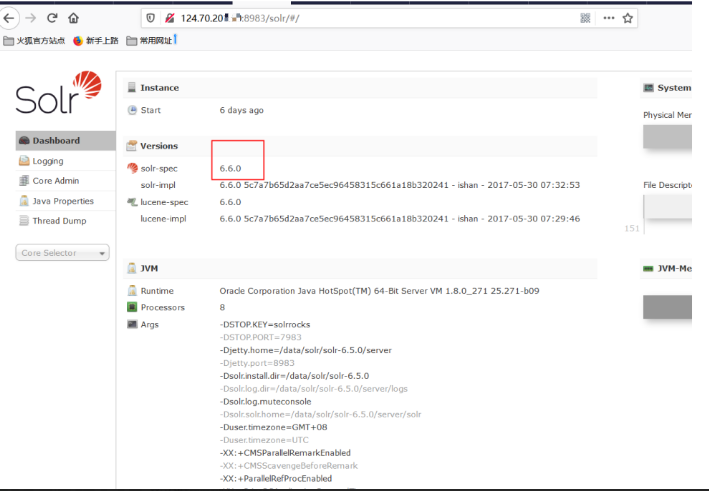 124.70.20 :8983/solr/#/
火狐官方站点 新手上路 常用网址
Solr
Dashboard
Logging
Core Admin
Java Properties
Thread Dump
Core Selector
Instance
Start 6 days ago
Versions
solr-spec 6.6.0
solr-impl 6.6.0 5c7a7b65d2aa7ce5ec96458315c661a18b320241 - ishan - 2017-05-30 07:32:53
lucene-spec 6.6.0
lucene-impl 6.6.0 5c7a7b65d2aa7ce5ec96458315c661a18b320241 - ishan - 2017-05-30 07:29:46
JVM
Runtime Oracle Corporation Java HotSpot(TM) 64-Bit Server VM 1.8.0_271 25.271-b09
Processors 8
Args
-DSTOP.KEY=solrrocks
-DSTOP.PORT=7983
-Djetty.home=/data/solr/solr-6.5.0/server
-Djetty.port=8983
-Dsolr.install.dir=/data/solr/solr-6.5.0
-Dsolr.log.dir=/data/solr/solr-6.5.0/server/logs
-Dsolr.log.muteconsole
-Dsolr.solr.home=/data/solr/solr-6.5.0/server/solr
-Duser.timezone=GMT+08
-Duser.timezone=UTC
-XX:+CMSParallelRemarkEnabled
-XX:+CMSScavengeBeforeRemark
-XX:+ParallelRefProcEnabled
System
Physical Mer
File Descript
151
JVM-Me